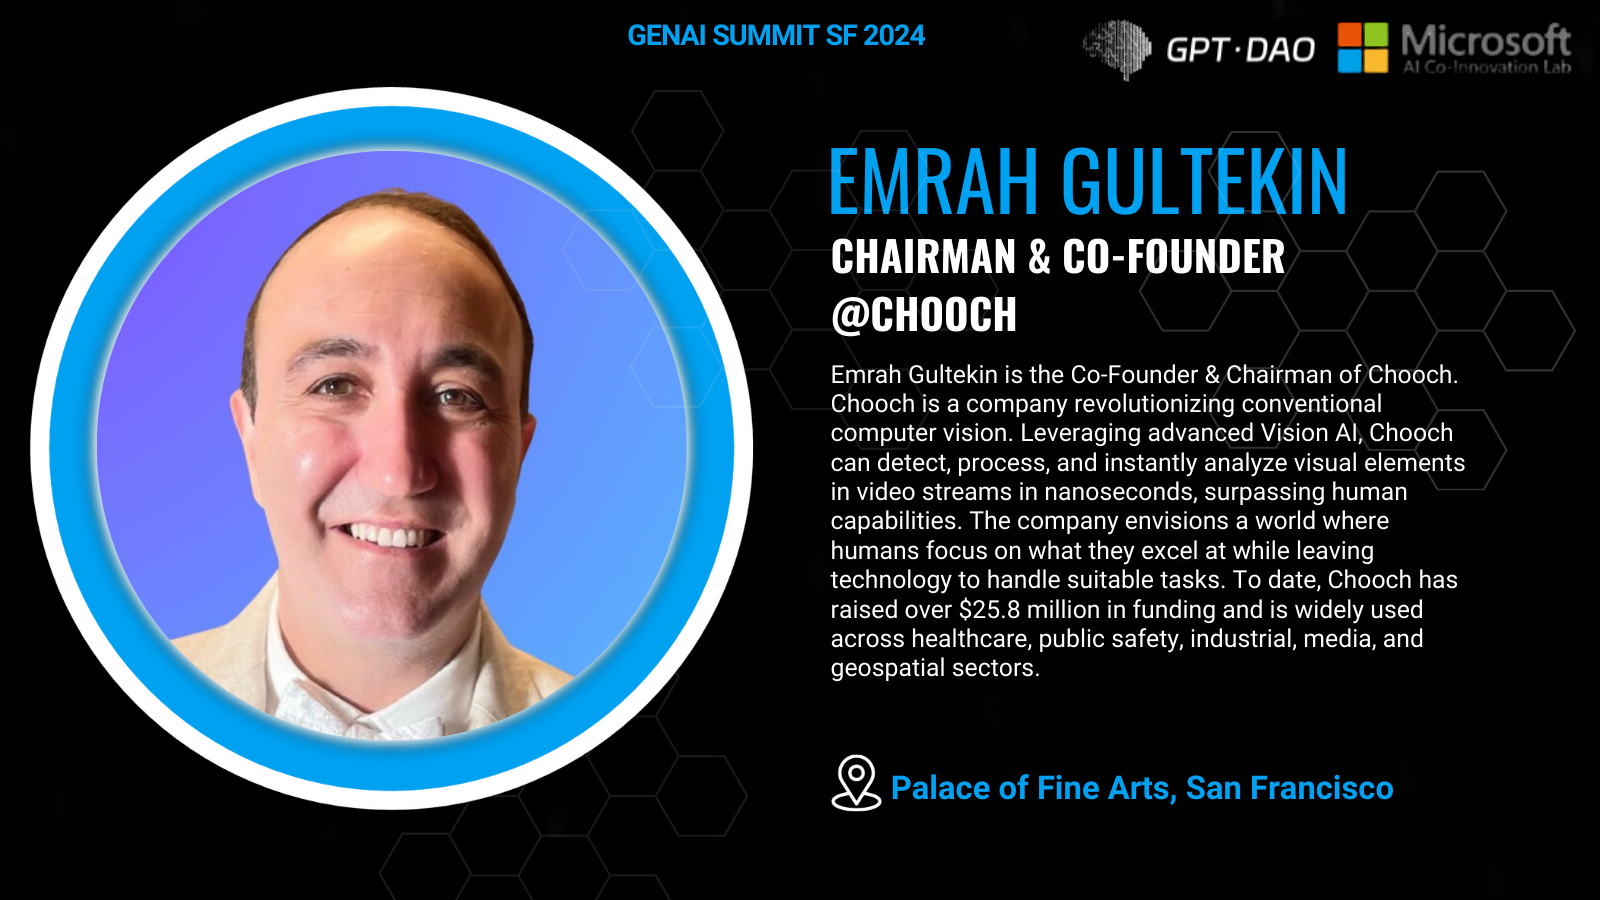 GENAI SUMMIT SF 2024
GPT·DAO
Microsoft
AI Co-Innovation Lab
EMRAH GULTEKIN
CHAIRMAN & CO-FOUNDER
@CHOOCH
Emrah Gultekin is the Co-Founder & Chairman of Chooch.
Chooch is a company revolutionizing conventional
computer vision. Leveraging advanced Vision AI, Chooch
can detect, process, and instantly analyze visual elements
in video streams in nanoseconds, surpassing human
capabilities. The company envisions a world where
humans focus on what they excel at while leaving
technology to handle suitable tasks. To date, Chooch has
raised over $25.8 million in funding and is widely used
across healthcare, public safety, industrial, media, and
geospatial sectors.
Palace of Fine Arts, San Francisco